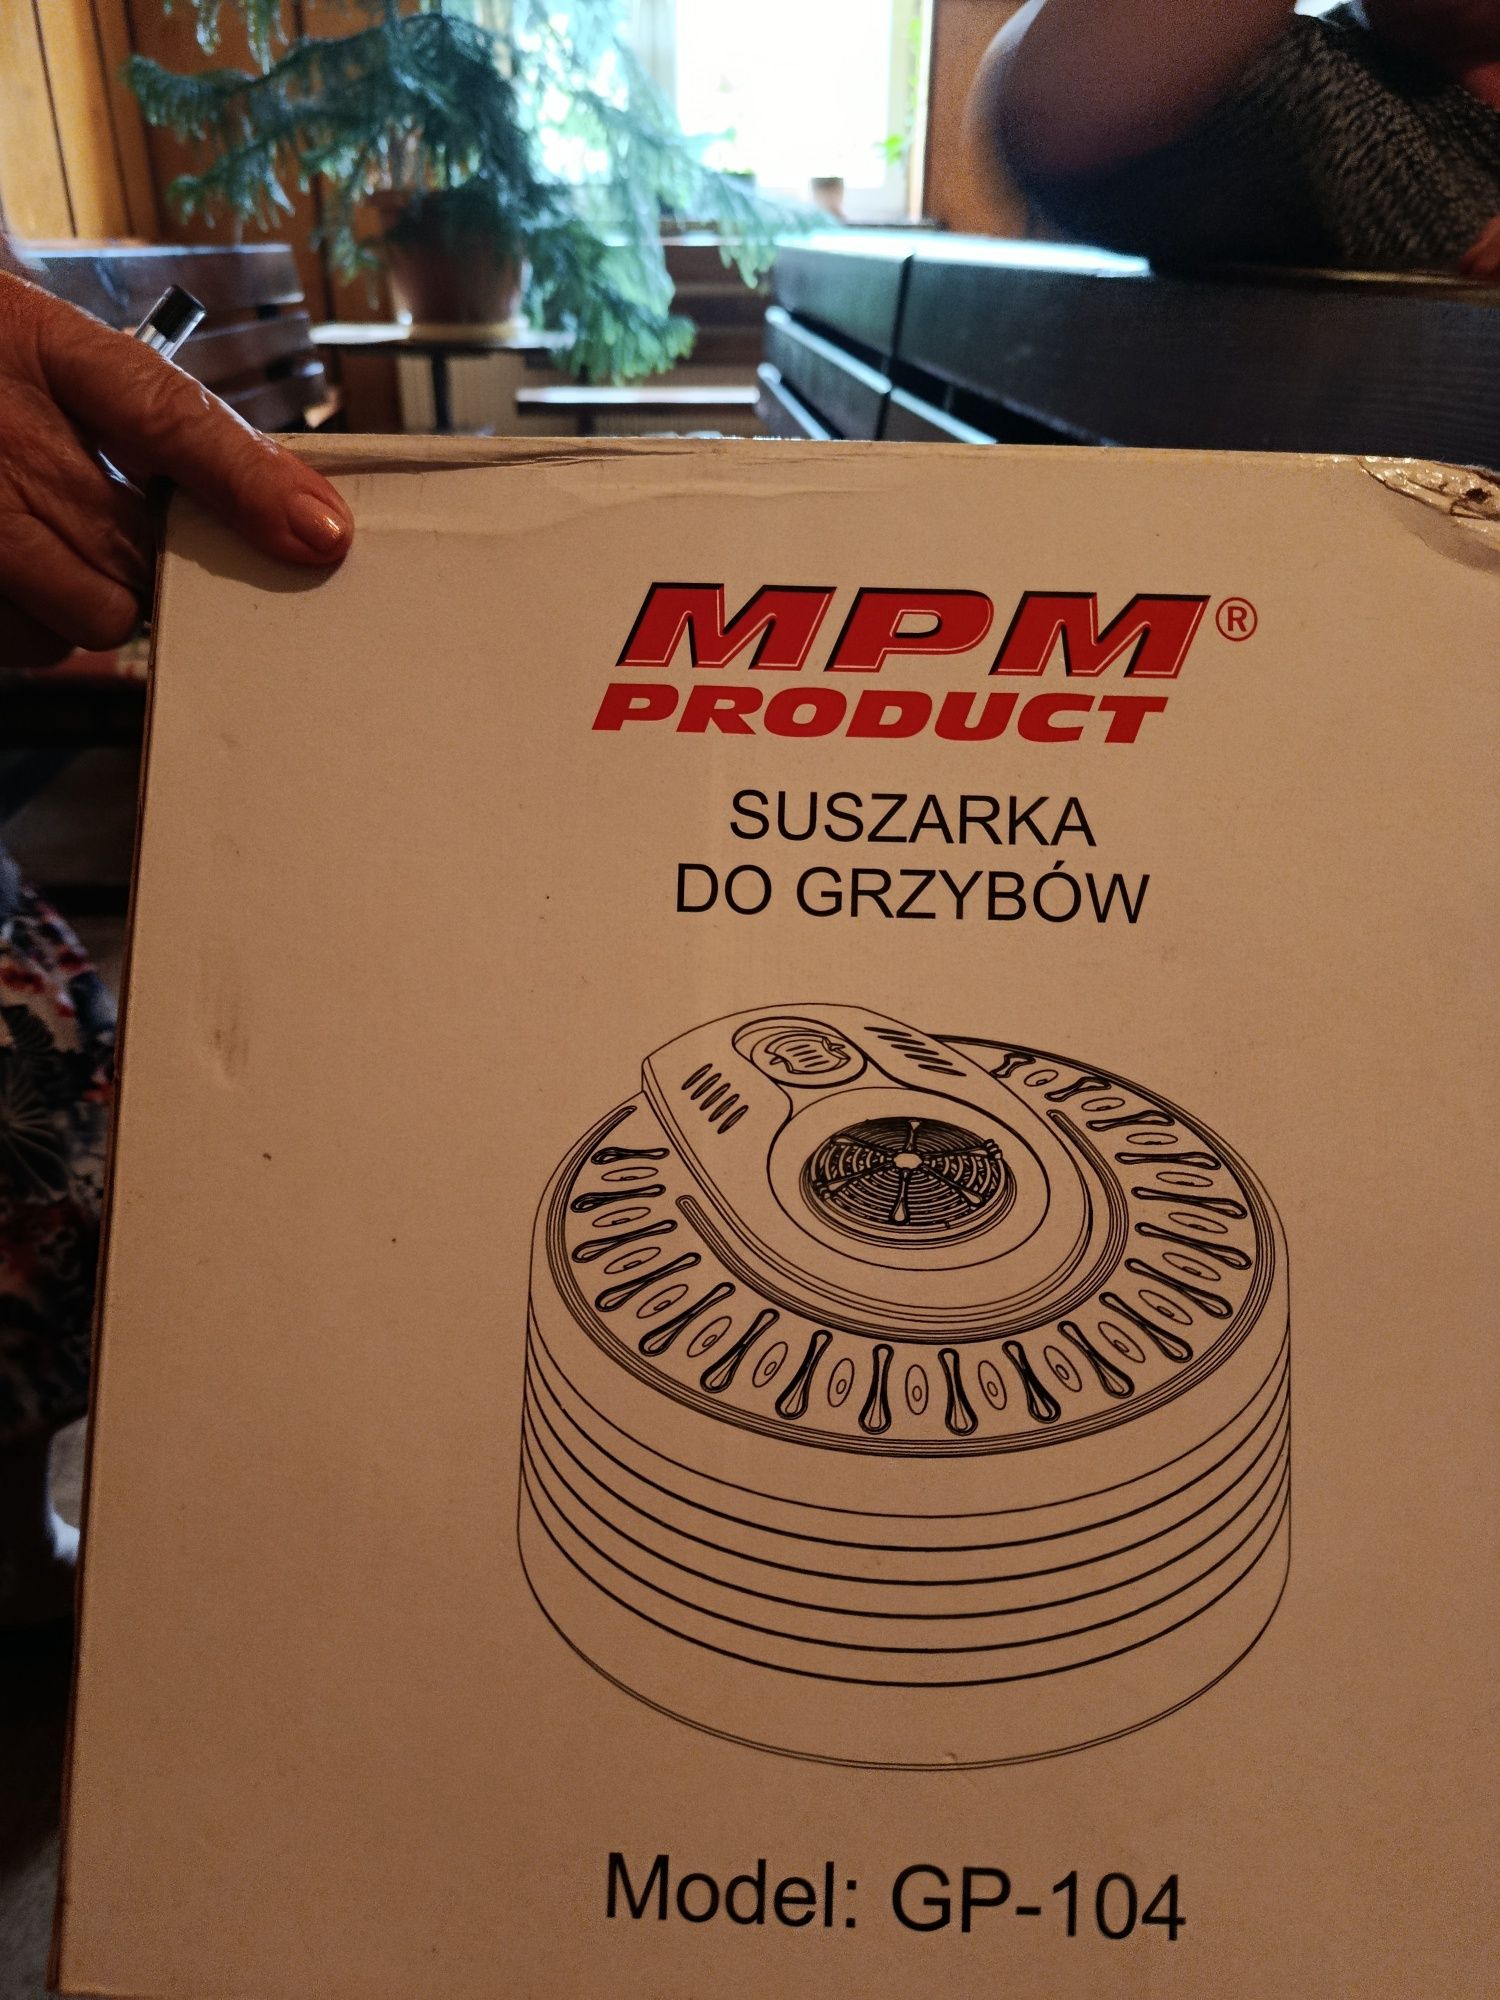 MPM®
PRODUCT
SUSZARKA
DO GRZYBÓW
Model: GP-104